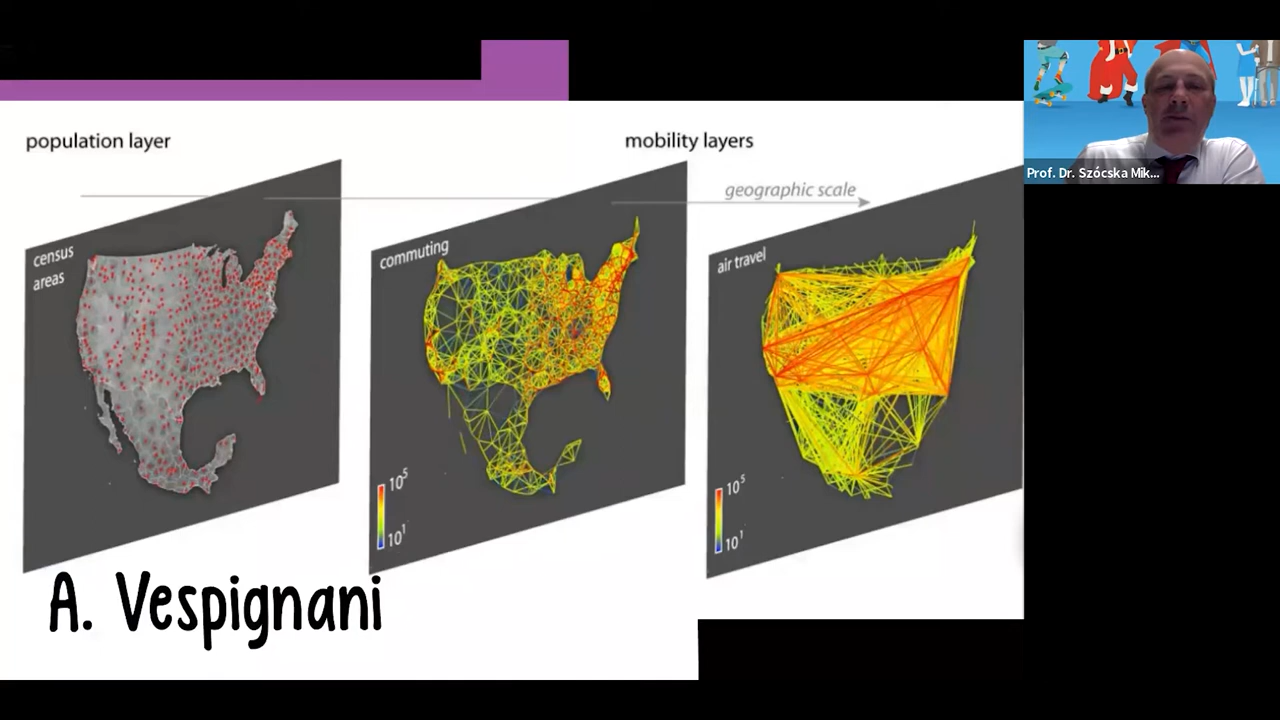 population layer
mobility layers
geographic scale
census
areas
commuting
air travel
10⁵
10¹
10⁵
10¹
A. Vespignani
Prof. Dr. Szócska Mik...